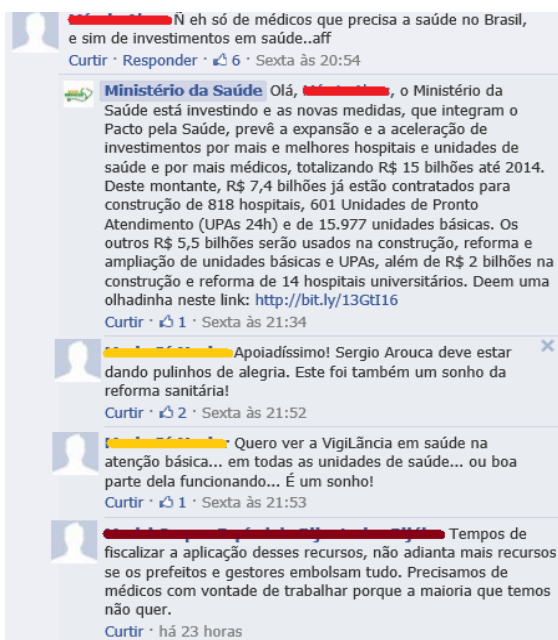 Ñ eh só de médicos que precisa a saúde no Brasil,
e sim de investimentos em saúde..aff
Curtir · Responder · 6 · Sexta às 20:54
Ministério da Saúde Olá, , o Ministério da
Saúde está investindo e as novas medidas, que integram o
Pacto pela Saúde, prevê a expansão e a aceleração de
investimentos por mais e melhores hospitais e unidades de
saúde e por mais médicos, totalizando R$ 15 bilhões até 2014.
Deste montante, R$ 7,4 bilhões já estão contratados para
construção de 818 hospitais, 601 Unidades de Pronto
Atendimento (UPAs 24h) e de 15.977 unidades básicas. Os
outros R$ 5,5 bilhões serão usados na construção, reforma e
ampliação de unidades básicas e UPAs, além de R$ 2 bilhões na
construção e reforma de 14 hospitais universitários. Deem uma
olhadinha neste link: http://bit.ly/13GtI16
Curtir · 1 · Sexta às 21:34
Apoiadíssimo! Sergio Arouca deve estar
dando pulinhos de alegria. Este foi também um sonho da
reforma sanitária!
Curtir · 2 · Sexta às 21:52
Quero ver a VigiLãncia em saúde na
atenção básica... em todas as unidades de saúde... ou boa
parte dela funcionando... É um sonho!
Curtir · 1 · Sexta às 21:53
Tempos de
fiscalizar a aplicação desses recursos, não adianta mais recursos
se os prefeitos e gestores embolsam tudo. Precisamos de
médicos com vontade de trabalhar porque a maioria que temos
não quer.
Curtir · há 23 horas